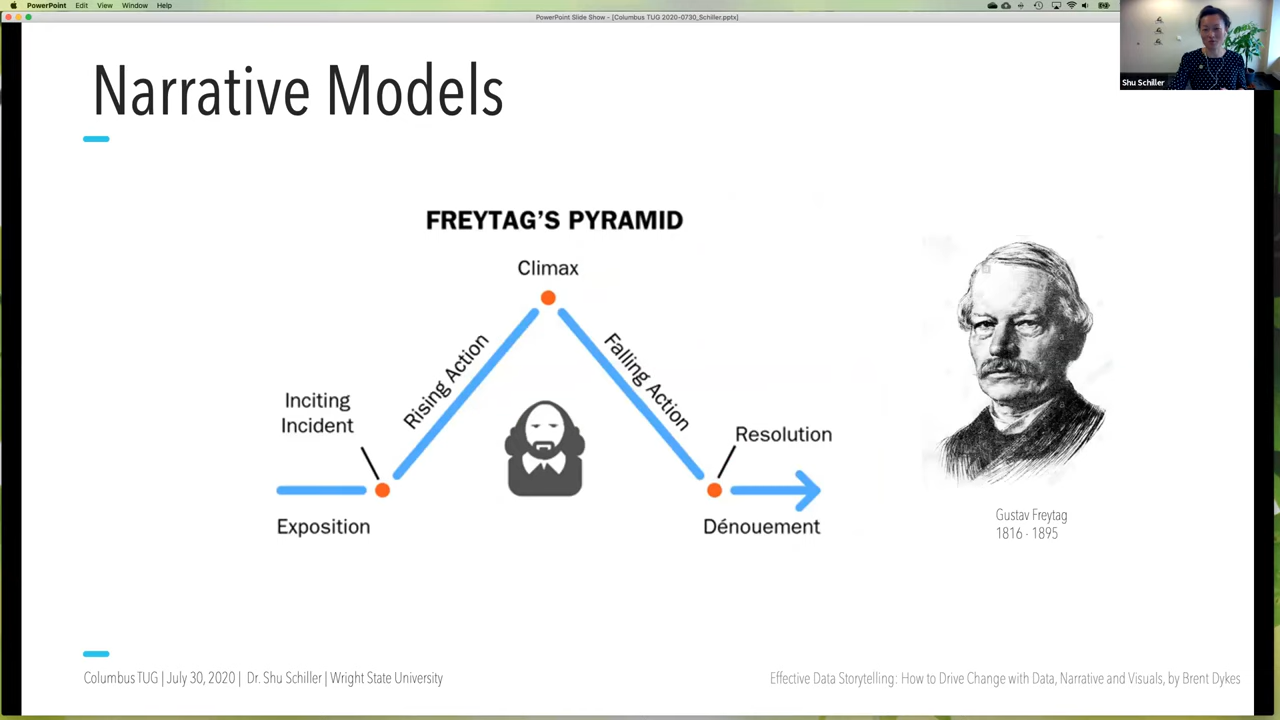 PowerPoint Edit View Window Help
PowerPoint Slide Show - [Columbus TUG 2020-0730_Schiller.pptx]
Shu Schiller
Narrative Models
FREYTAG'S PYRAMID
Climax
Rising Action
Falling Action
Inciting
Incident
Resolution
Exposition
Dénouement
Gustav Freytag
1816 - 1895
Columbus TUG | July 30, 2020 | Dr. Shu Schiller | Wright State University
Effective Data Storytelling: How to Drive Change with Data, Narrative and Visuals, by Brent Dykes